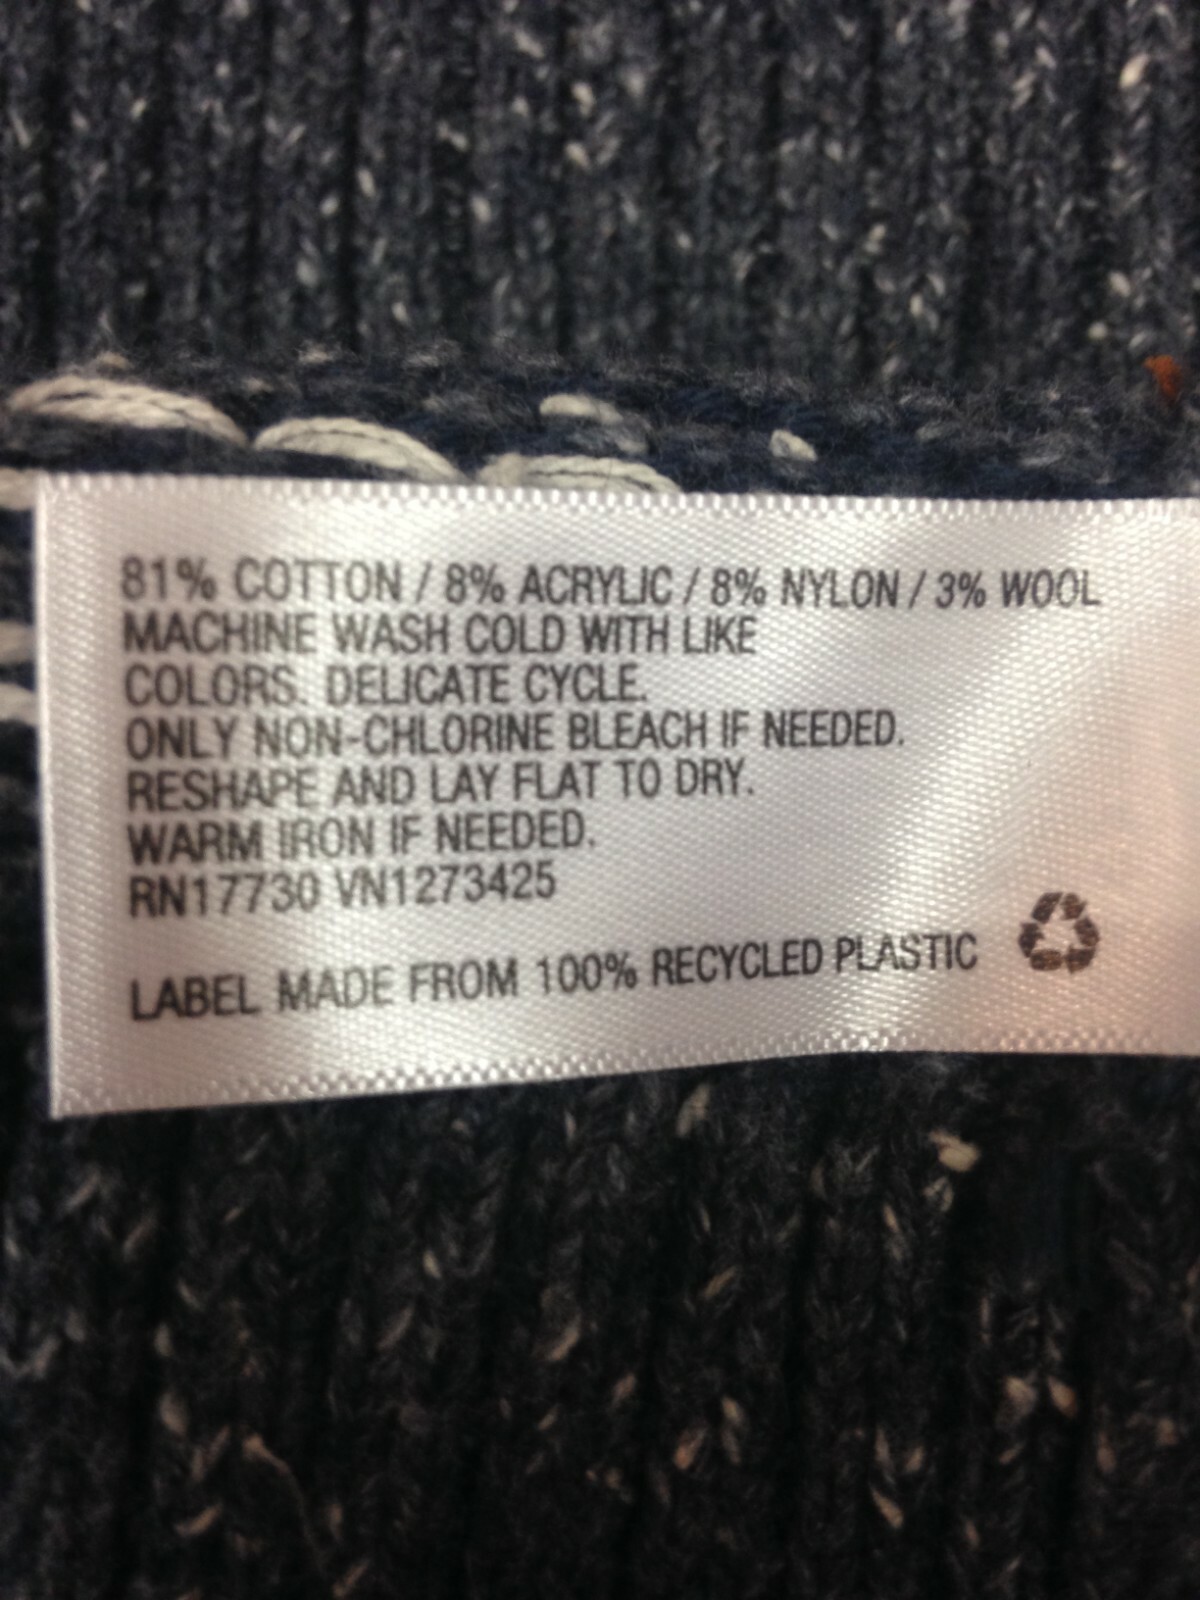 81% COTTON / 8% ACRYLIC / 8% NYLON / 3% WOOL
MACHINE WASH COLD WITH LIKE
COLORS. DELICATE CYCLE.
ONLY NON-CHLORINE BLEACH IF NEEDED.
RESHAPE AND LAY FLAT TO DRY.
WARM IRON IF NEEDED.
RN17730 VN1273425
LABEL MADE FROM 100% RECYCLED PLASTIC